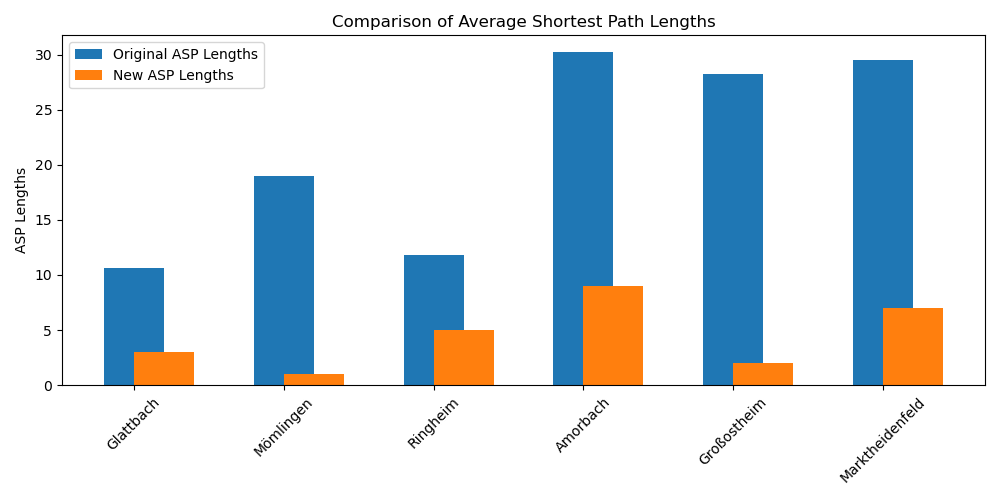 Comparison of Average Shortest Path Lengths
Original ASP Lengths
New ASP Lengths
ASP Lengths
30
25
20
15
10
5
0
Glattbach
Mömlingen
Ringheim
Amorbach
Großostheim
Marktheidenfeld